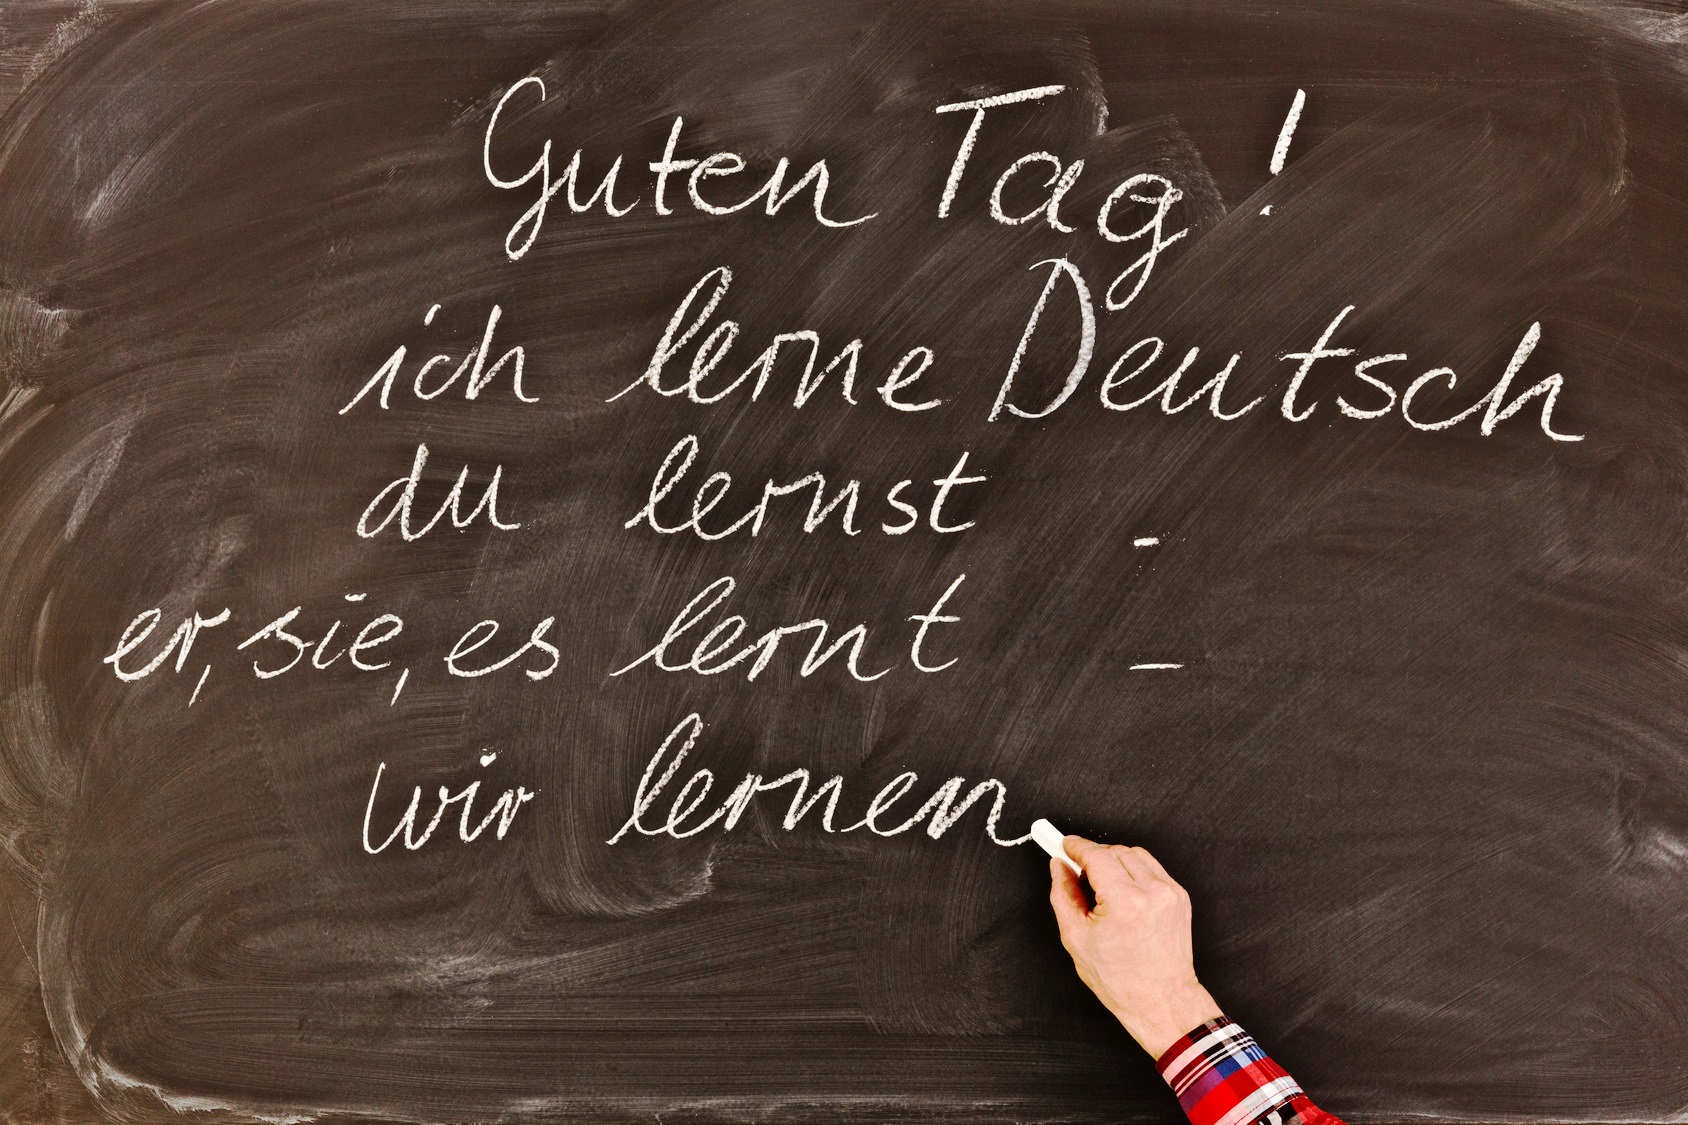 Guten Tag!
ich lerne Deutsch
du lernst -
er, sie, es lernt -
wir lernen